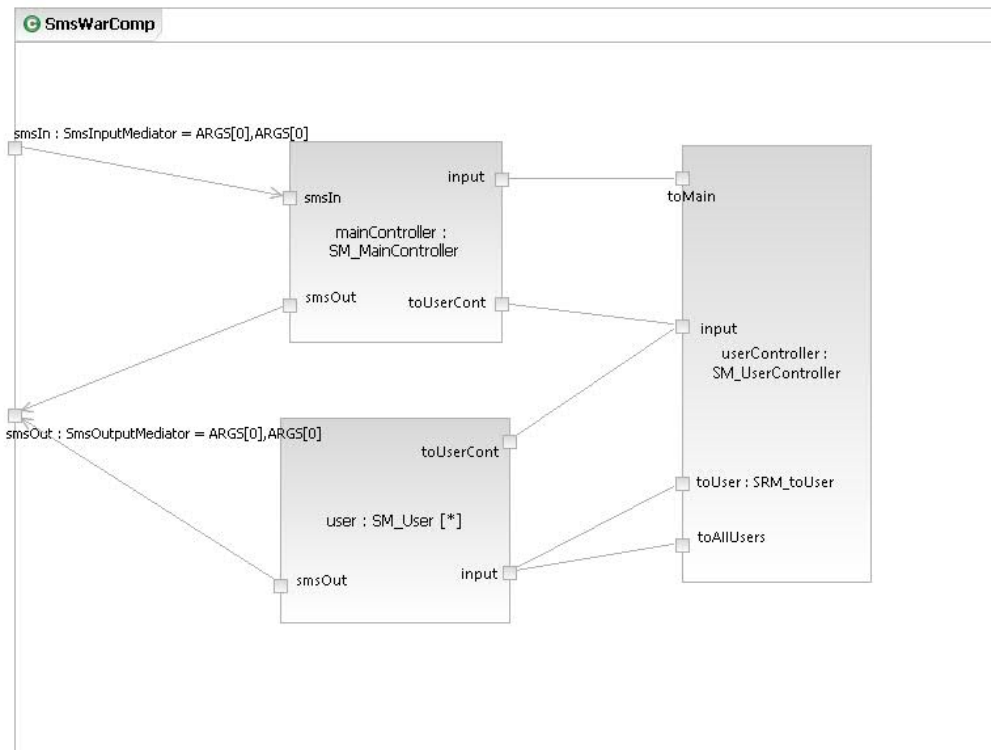 SmsWarComp
smsIn : SmsInputMediator = ARGS[0],ARGS[0]
input
smsIn
toMain
mainController :
SM_MainController
smsOut
toUserCont
input
userController :
SM_UserController
smsOut : SmsOutputMediator = ARGS[0],ARGS[0]
toUserCont
toUser : SRM_toUser
user : SM_User [*]
toAllUsers
smsOut
input